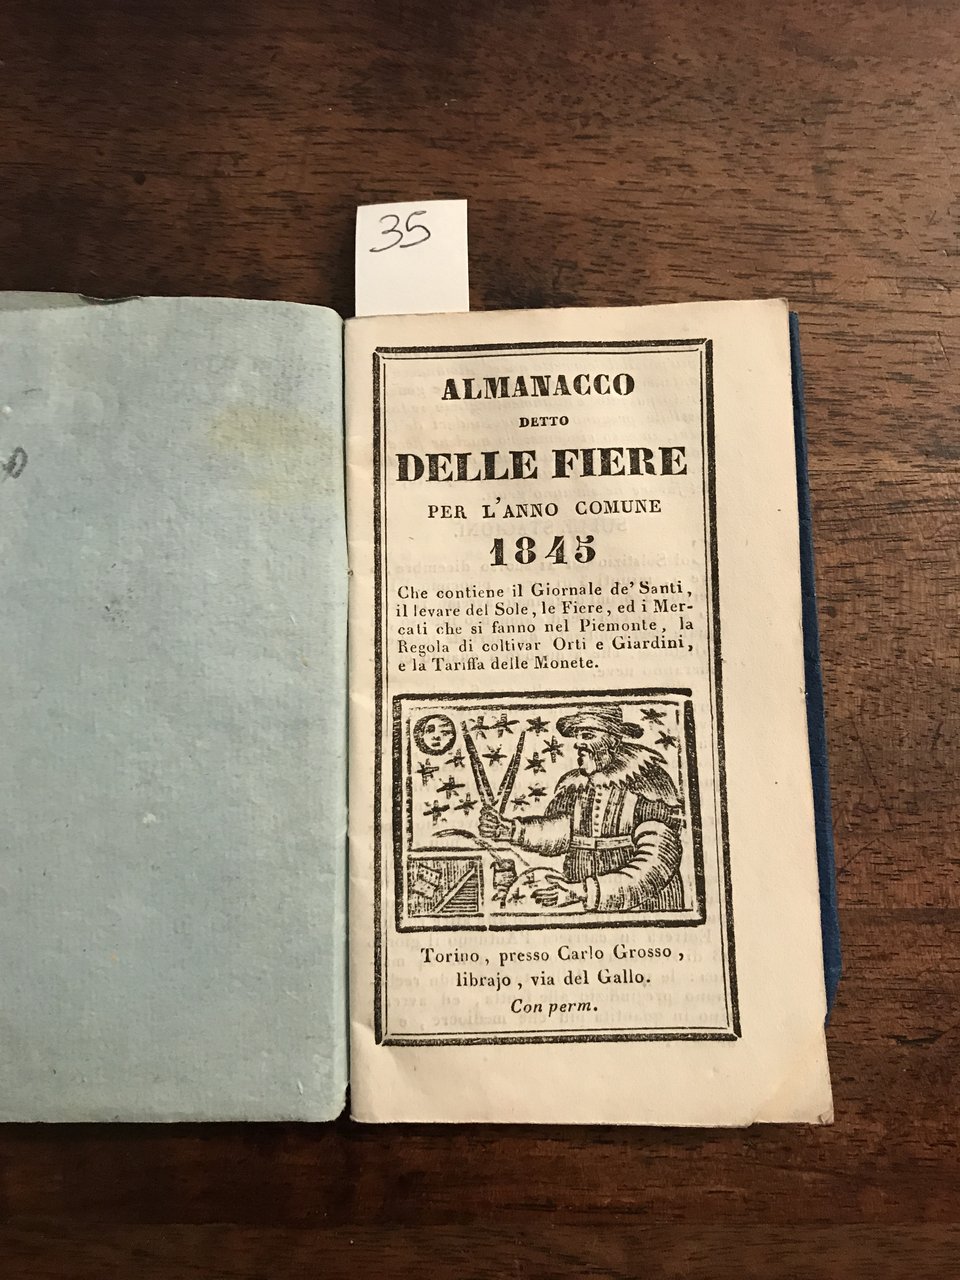 35
ALMANACCO
DETTO
DELLE FIERE
PER L'ANNO COMUNE
1845
Che contiene il Giornale de' Santi,
il levare del Sole, le Fiere, ed i Mer-
cati che si fanno nel Piemonte, la
Regola di coltivar Orti e Giardini,
e la Tariffa delle Monete.
Torino, presso Carlo Grosso,
librajo, via del Gallo.
Con perm.